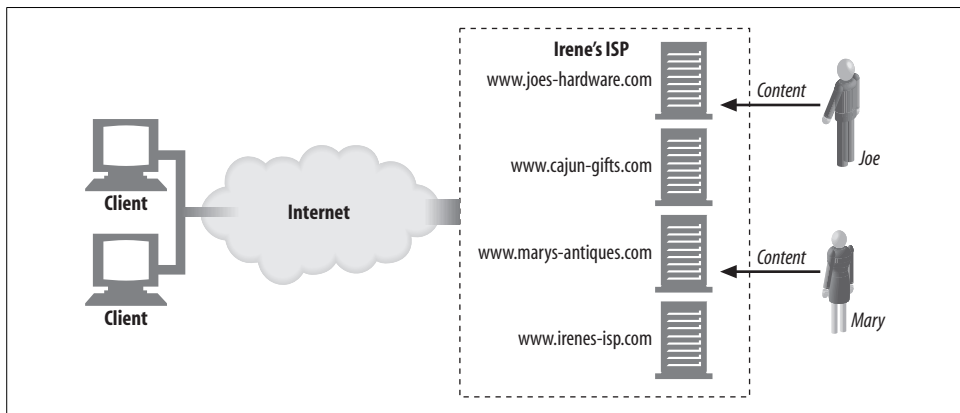 Irene's ISP
www.joes-hardware.com
Content
Joe
www.cajun-gifts.com
Client
Internet
www.marys-antiques.com
Content
Client
Mary
www.irenes-isp.com